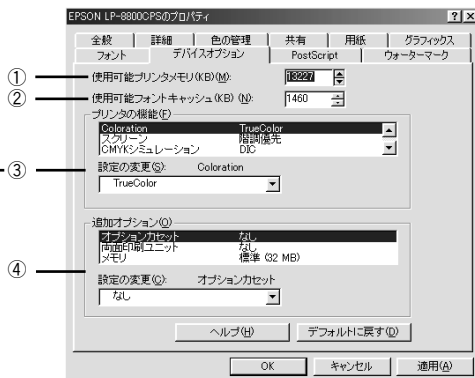 EPSON LP-8800CPSのプロパティ
全般 詳細 色の管理 共有 用紙 グラフィックス
フォント デバイスオプション PostScript ウォーターマーク
① 使用可能プリンタメモリ(KB)(M): 13227
② 使用可能フォントキャッシュ(KB) (N): 1460
プリンタの機能(F)
Coloration TrueColor
スクリーン 階調優先
CMYKシミュレーション DIC
③ 設定の変更(S): Coloration
TrueColor
追加オプション(O)
オプションカセット なし
両面印刷ユニット なし
メモリ 標準 (32 MB)
④ 設定の変更(C): オプションカセット
なし
ヘルプ(H) デフォルトに戻す(D)
OK キャンセル 適用(A)